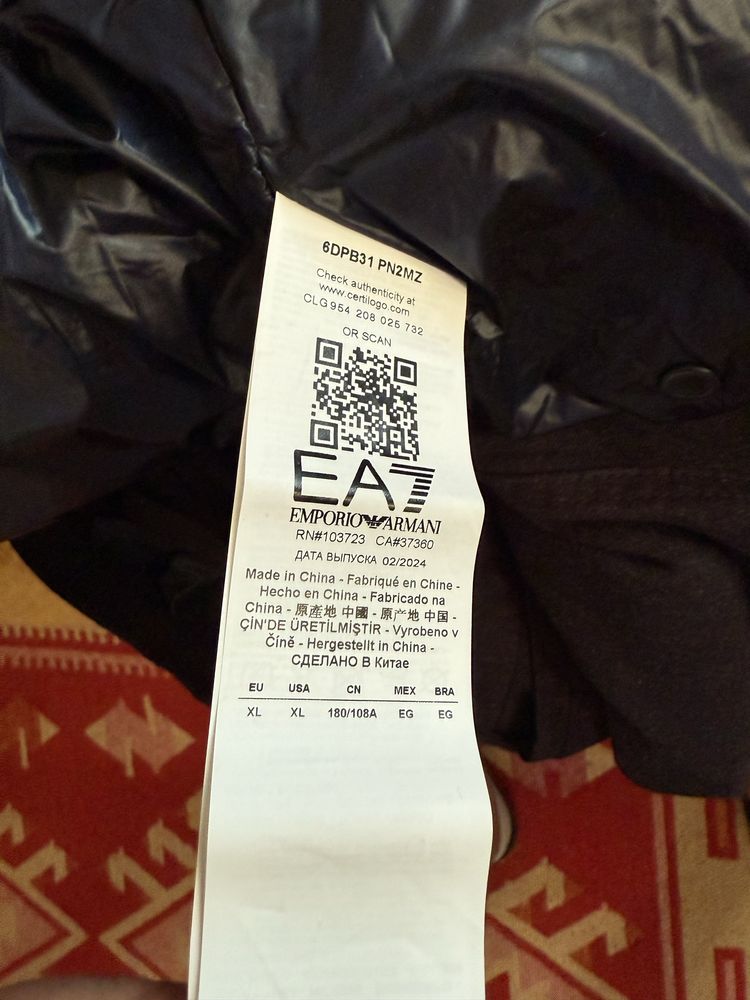 6DPB31 PN2MZ
Check authenticity at
www.certilogo.com
CLG 954 208 025 732
OR SCAN
EA7
EMPORIO ARMANI
RN#103723 CA#37360
ДАТА ВЫПУСКА 02/2024
Made in China - Fabriqué en Chine -
Hecho en China - Fabricado na
China - 原產地 中國 - 原产地 中国 -
ÇİN'DE ÜRETİLMİŞTİR - Vyrobeno v
Číně - Hergestellt in China -
СДЕЛАНО В Китае
EU USA CN MEX BRA
XL XL 180/108A EG EG